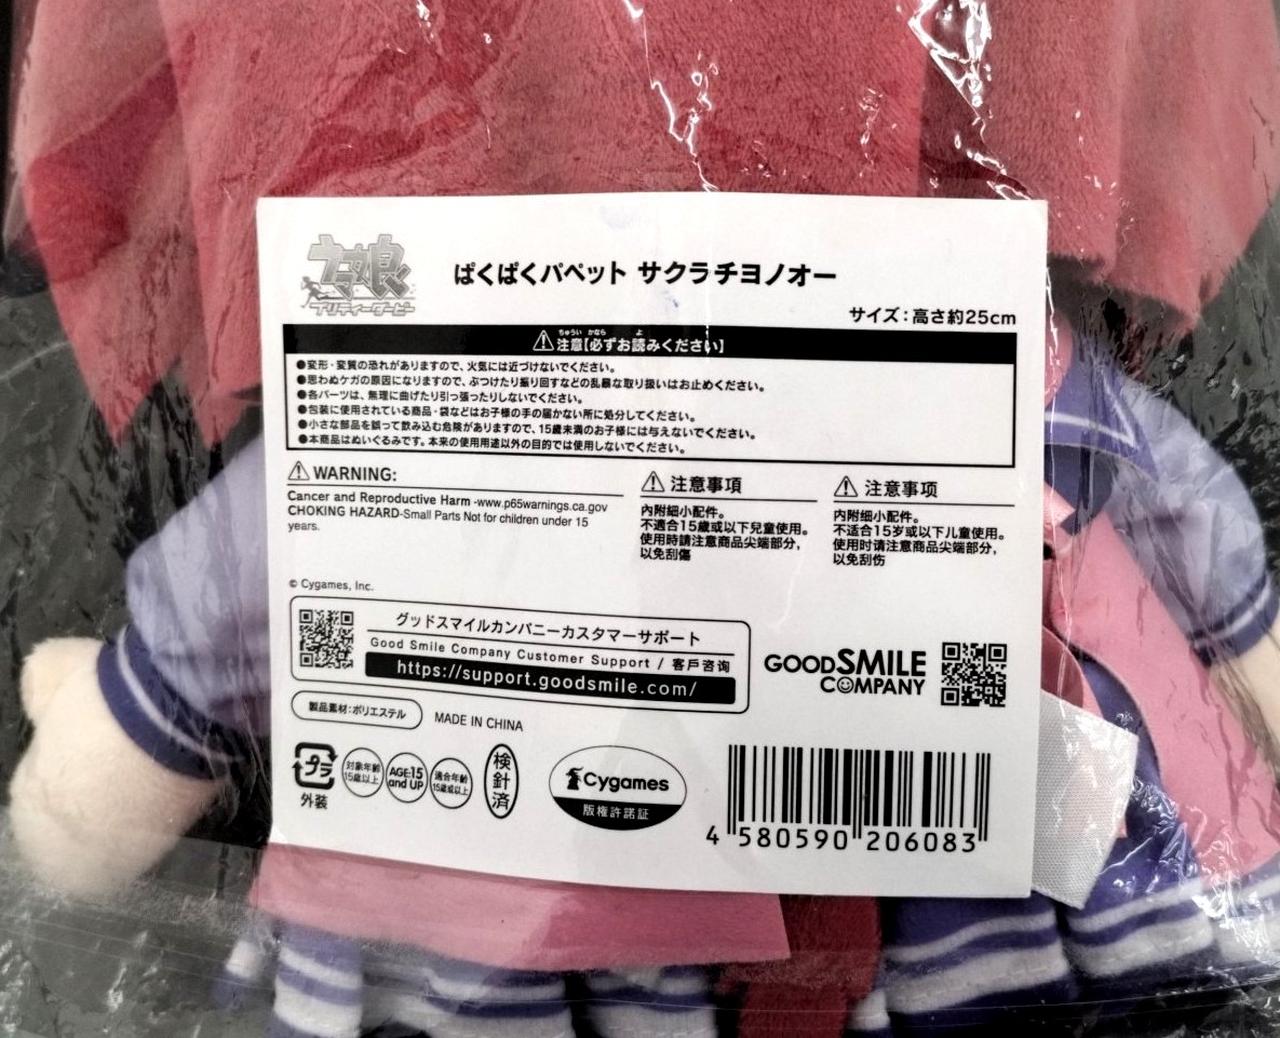 ウマ娘
プリティーダービー
ぱくぱくパペット サクラチヨノオー
サイズ：高さ約25cm
⚠注意【必ずお読みください】
ちゅうい かなら よ
●変形・変質の恐れがありますので、火気には近づけないでください。
●思わぬケガの原因になりますので、ぶつけたり振り回すなどの乱暴な取り扱いはお止めください。
●各パーツは、無理に曲げたり引っ張ったりしないでください。
●包装に使用されている商品・袋などはお子様の手の届かない所に処分してください。
●小さな部品を誤って飲み込む危険がありますので、15歳未満のお子様には与えないでください。
●本商品はぬいぐるみです。本来の使用用途以外の目的では使用しないでください。
⚠ WARNING:
Cancer and Reproductive Harm -www.p65warnings.ca.gov
CHOKING HAZARD-Small Parts Not for children under 15
years.
⚠ 注意事項
內附細小配件。
不適合15歲或以下兒童使用。
使用時請注意商品尖端部分，
以免刮傷
⚠ 注意事项
内附细小配件。
不适合15岁或以下儿童使用。
使用时请注意商品尖端部分，
以免刮伤
© Cygames, Inc.
グッドスマイルカンパニーカスタマーサポート
Good Smile Company Customer Support / 客戶咨询
https://support.goodsmile.com/
GOODSMILE
COMPANY
製品素材:ポリエステル
MADE IN CHINA
プラ
外装
対象年齢
15歳以上
AGE:15
and UP
適合年齡
15歲或以上
検針済
Cygames
版権許諾証
4 580590 206083